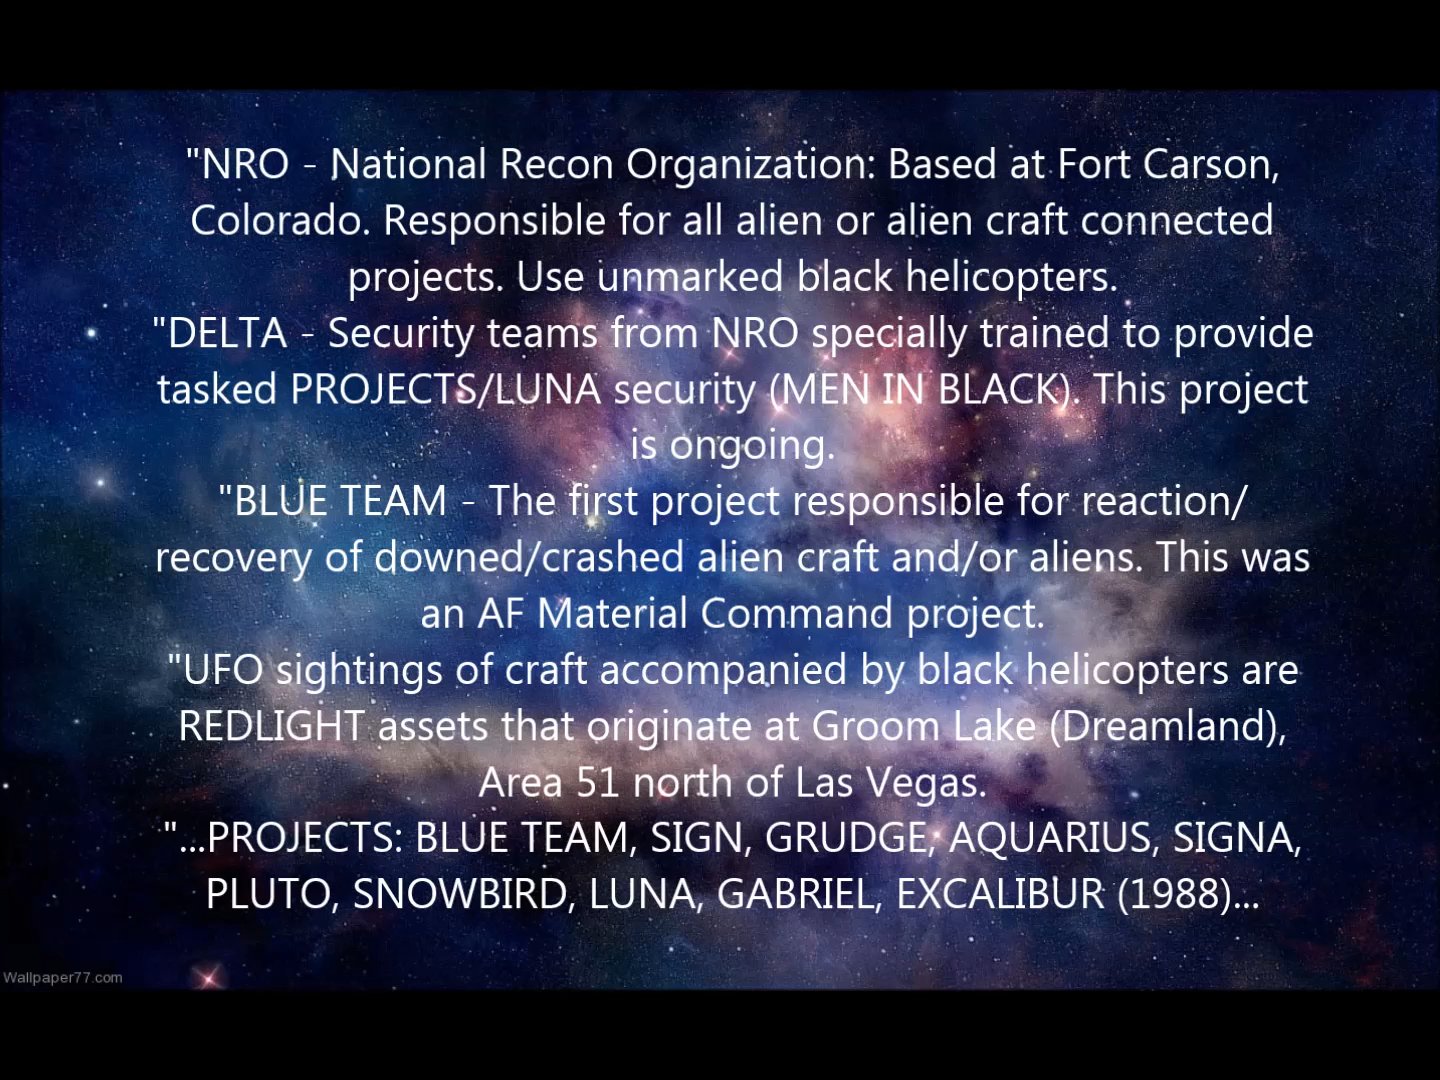 "NRO - National Recon Organization: Based at Fort Carson,
Colorado. Responsible for all alien or alien craft connected
projects. Use unmarked black helicopters.
"DELTA - Security teams from NRO specially trained to provide
tasked PROJECTS/LUNA security (MEN IN BLACK). This project
is ongoing.
"BLUE TEAM - The first project responsible for reaction/
recovery of downed/crashed alien craft and/or aliens. This was
an AF Material Command project.
"UFO sightings of craft accompanied by black helicopters are
REDLIGHT assets that originate at Groom Lake (Dreamland),
Area 51 north of Las Vegas.
"...PROJECTS: BLUE TEAM, SIGN, GRUDGE, AQUARIUS, SIGNA,
PLUTO, SNOWBIRD, LUNA, GABRIEL, EXCALIBUR (1988)...
Wallpaper77.com